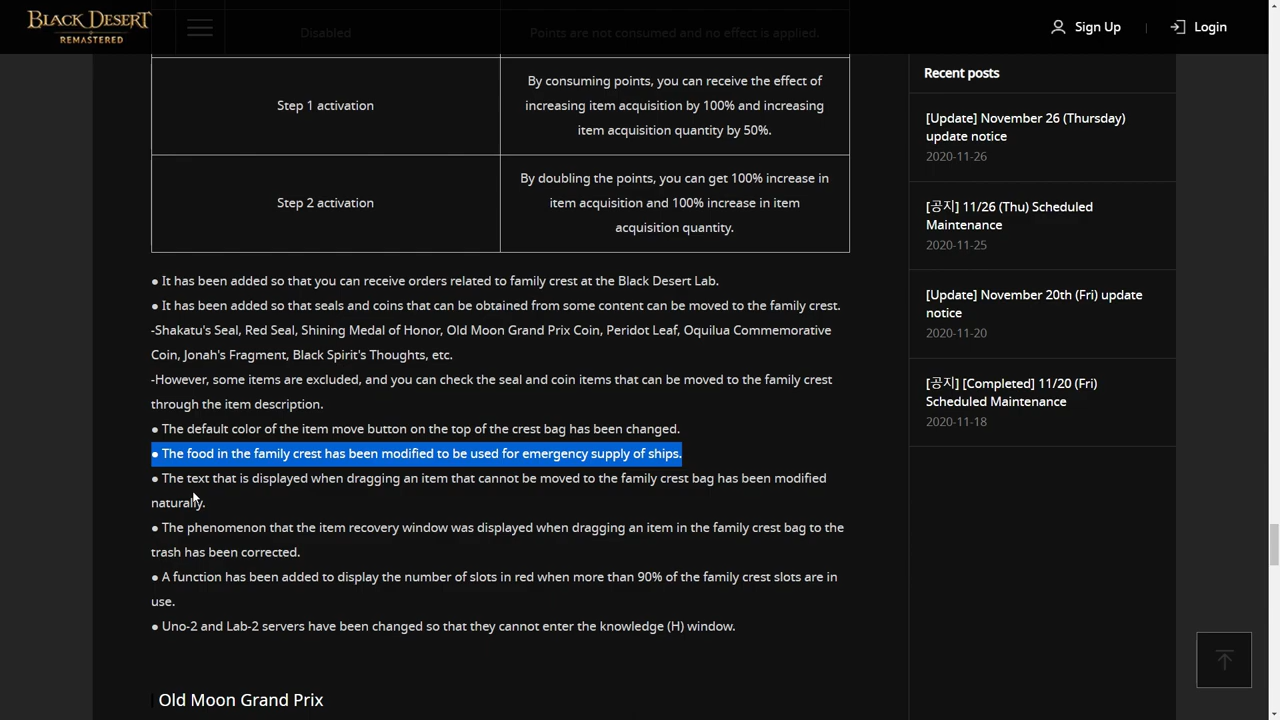 BLACK DESERT
REMASTERED
Sign Up
Login
Disabled
Points are not consumed and no effect is applied.
Step 1 activation
By consuming points, you can receive the effect of
increasing item acquisition by 100% and increasing
item acquisition quantity by 50%.
Step 2 activation
By doubling the points, you can get 100% increase in
item acquisition and 100% increase in item
acquisition quantity.
● It has been added so that you can receive orders related to family crest at the Black Desert Lab.
● It has been added so that seals and coins that can be obtained from some content can be moved to the family crest.
-Shakatu's Seal, Red Seal, Shining Medal of Honor, Old Moon Grand Prix Coin, Peridot Leaf, Oquilua Commemorative
Coin, Jonah's Fragment, Black Spirit's Thoughts, etc.
-However, some items are excluded, and you can check the seal and coin items that can be moved to the family crest
through the item description.
● The default color of the item move button on the top of the crest bag has been changed.
● The food in the family crest has been modified to be used for emergency supply of ships.
● The text that is displayed when dragging an item that cannot be moved to the family crest bag has been modified
naturally.
● The phenomenon that the item recovery window was displayed when dragging an item in the family crest bag to the
trash has been corrected.
● A function has been added to display the number of slots in red when more than 90% of the family crest slots are in
use.
● Uno-2 and Lab-2 servers have been changed so that they cannot enter the knowledge (H) window.
Old Moon Grand Prix
Recent posts
[Update] November 26 (Thursday)
update notice
2020-11-26
[공지] 11/26 (Thu) Scheduled
Maintenance
2020-11-25
[Update] November 20th (Fri) update
notice
2020-11-20
[공지] [Completed] 11/20 (Fri)
Scheduled Maintenance
2020-11-18